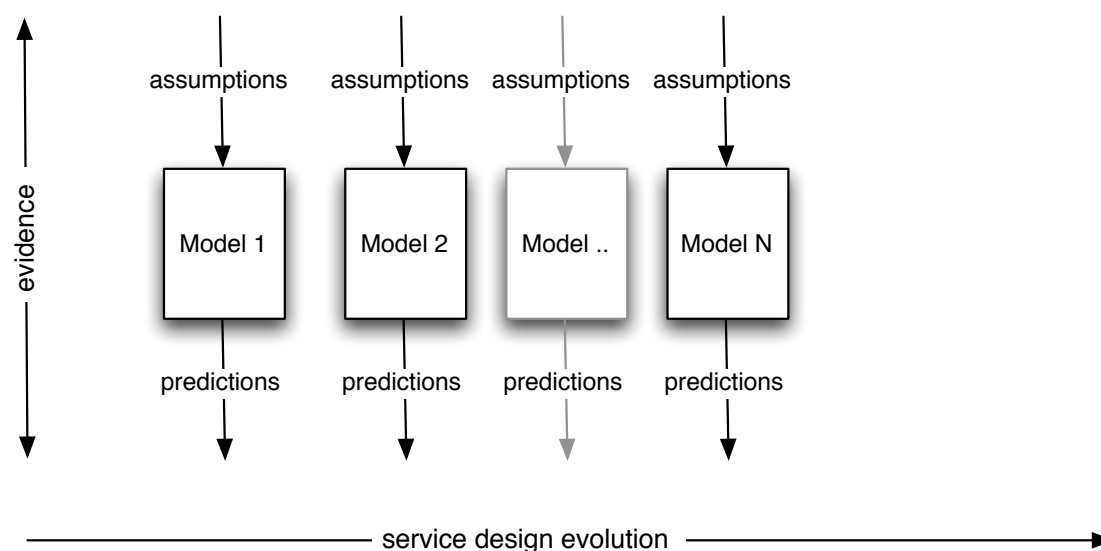 assumptions assumptions assumptions assumptions
evidence
Model 1 Model 2 Model .. Model N
predictions predictions predictions predictions
service design evolution